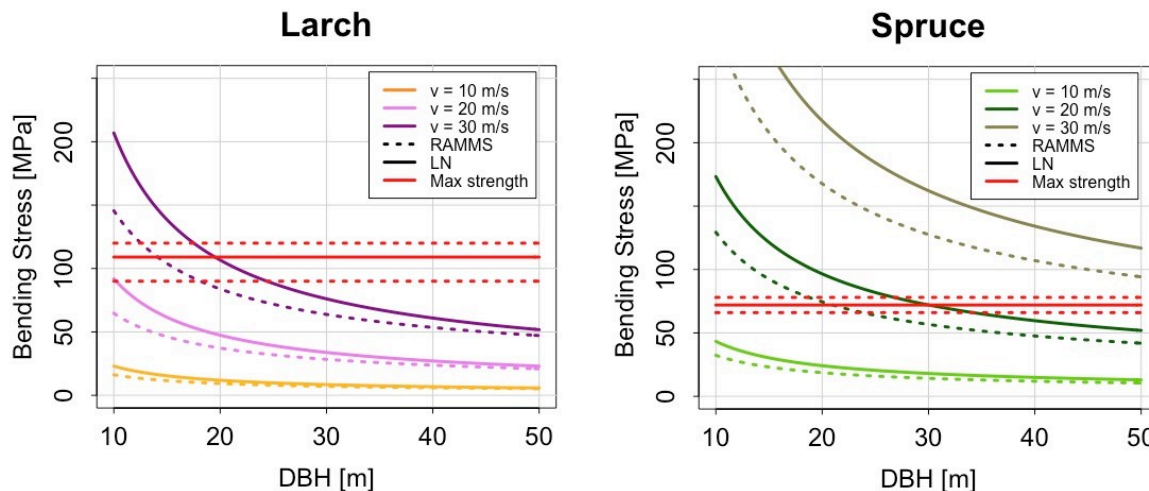 Larch
Bending Stress [MPa]
200
100
50
0
v = 10 m/s
v = 20 m/s
v = 30 m/s
RAMMS
LN
Max strength
10 20 30 40 50
DBH [m]
Spruce
Bending Stress [MPa]
200
100
50
0
v = 10 m/s
v = 20 m/s
v = 30 m/s
RAMMS
LN
Max strength
10 20 30 40 50
DBH [m]